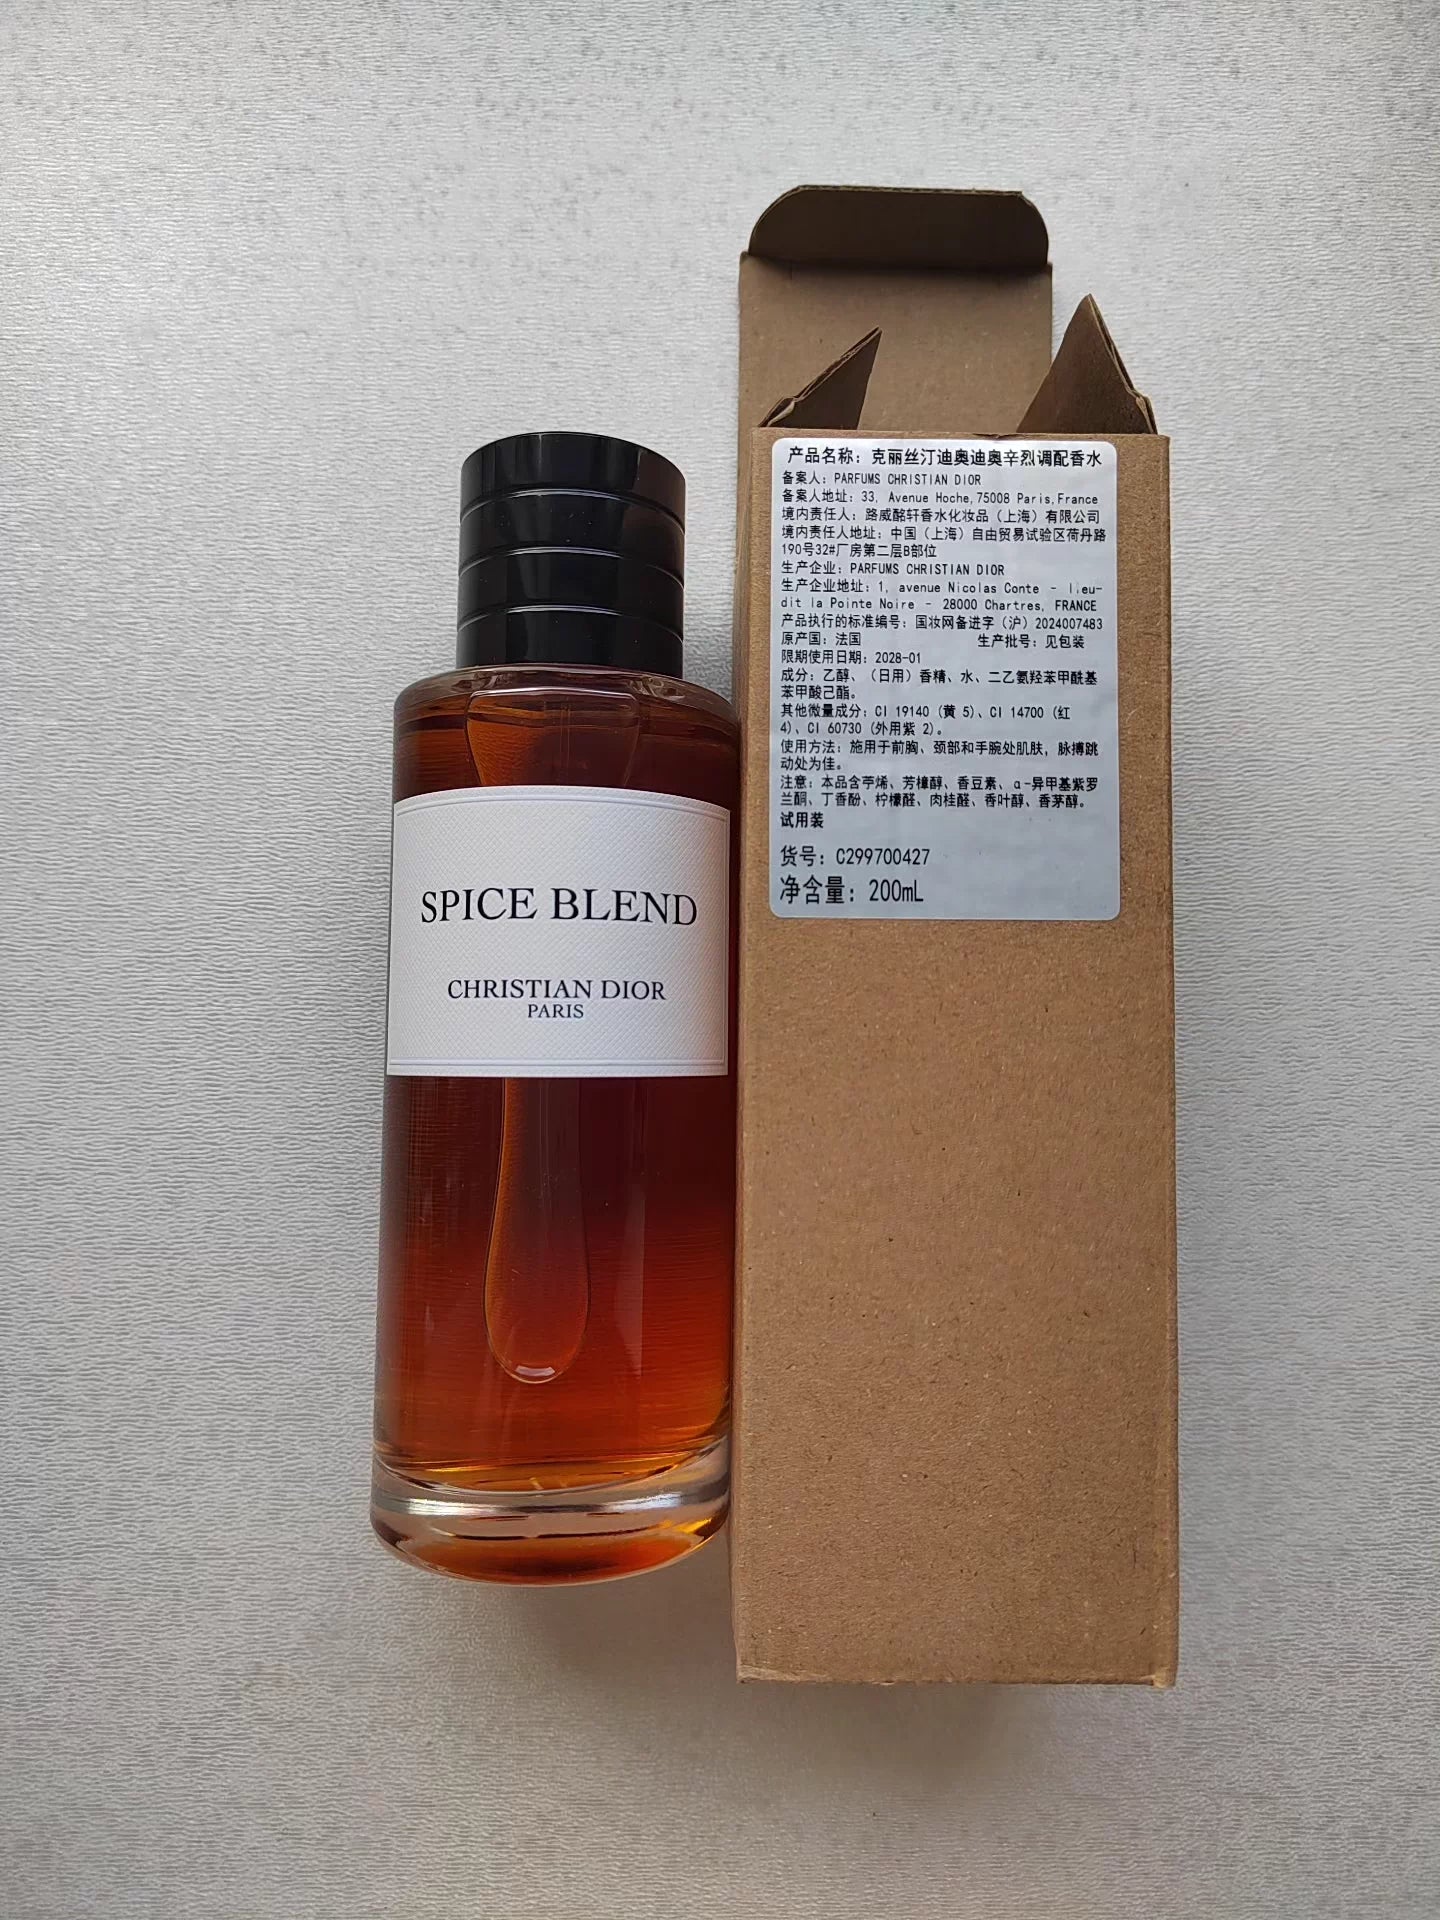 SPICE BLEND
CHRISTIAN DIOR
PARIS
产品名称：克丽丝汀迪奥迪奥辛烈调配香水
备案人：PARFUMS CHRISTIAN DIOR
备案人地址：33, Avenue Hoche,75008 Paris,France
境内责任人：路威酩轩香水化妆品（上海）有限公司
境内责任人地址：中国（上海）自由贸易试验区荷丹路
190号32#厂房第二层B部位
生产企业：PARFUMS CHRISTIAN DIOR
生产企业地址：1, avenue Nicolas Conte - lieu-
dit la Pointe Noire - 28000 Chartres, FRANCE
产品执行的标准编号：国妆网备进字（沪）2024007483
原产国：法国 生产批号：见包装
限期使用日期：2028-01
成分：乙醇、（日用）香精、水、二乙氨羟苯甲酰基
苯甲酸己酯。
其他微量成分：CI 19140 (黄 5)、CI 14700 (红
4)、CI 60730 (外用紫 2)。
使用方法：施用于前胸、颈部和手腕处肌肤，脉搏跳
动处为佳。
注意：本品含苧烯、芳樟醇、香豆素、α-异甲基紫罗
兰酮、丁香酚、柠檬醛、肉桂醛、香叶醇、香茅醇。
试用装
货号：C299700427
净含量：200mL